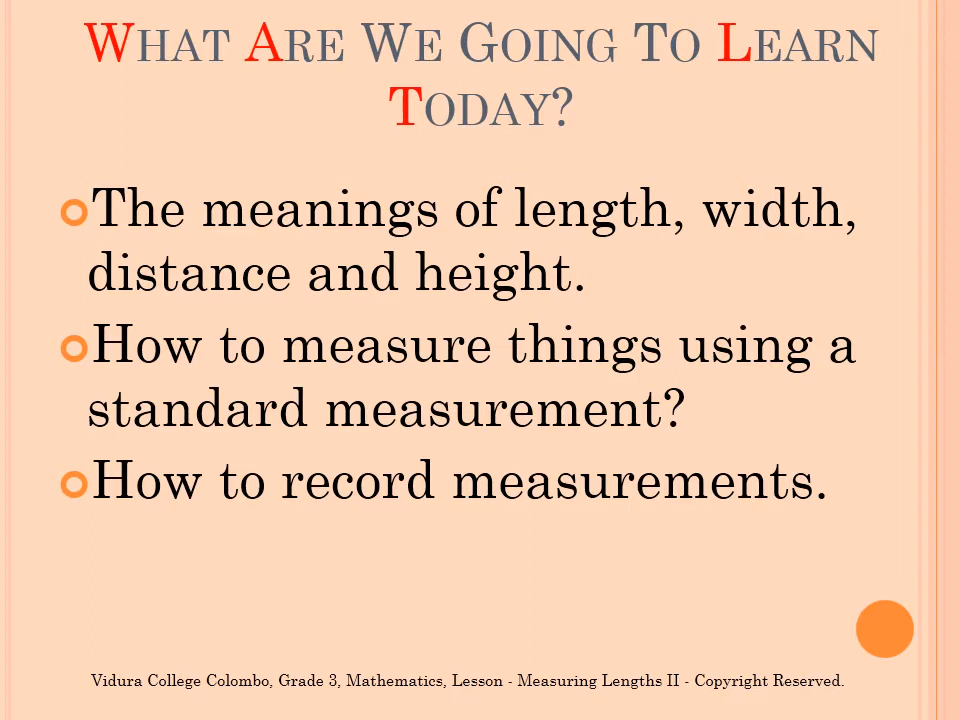 What Are We Going To Learn
Today?
The meanings of length, width,
distance and height.
How to measure things using a
standard measurement?
How to record measurements.
Vidura College Colombo, Grade 3, Mathematics, Lesson - Measuring Lengths II - Copyright Reserved.